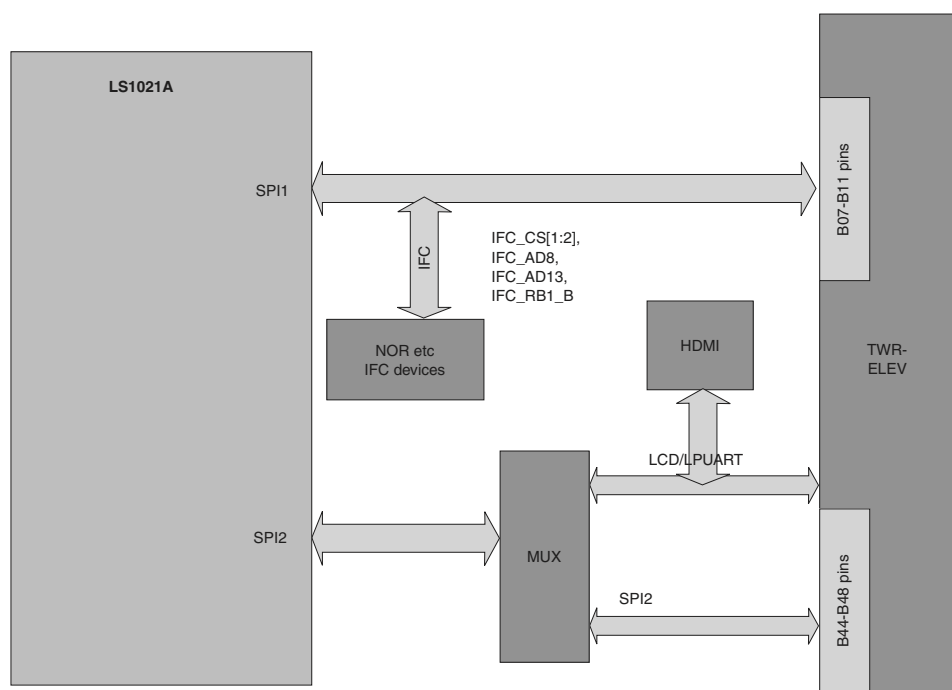 LS1021A
SPI1
B07-B11 pins
IFC
IFC_CS[1:2],
IFC_AD8,
IFC_AD13,
IFC_RB1_B
NOR etc
IFC devices
HDMI
TWR-
ELEV
LCD/LPUART
SPI2
MUX
SPI2
B44-B48 pins